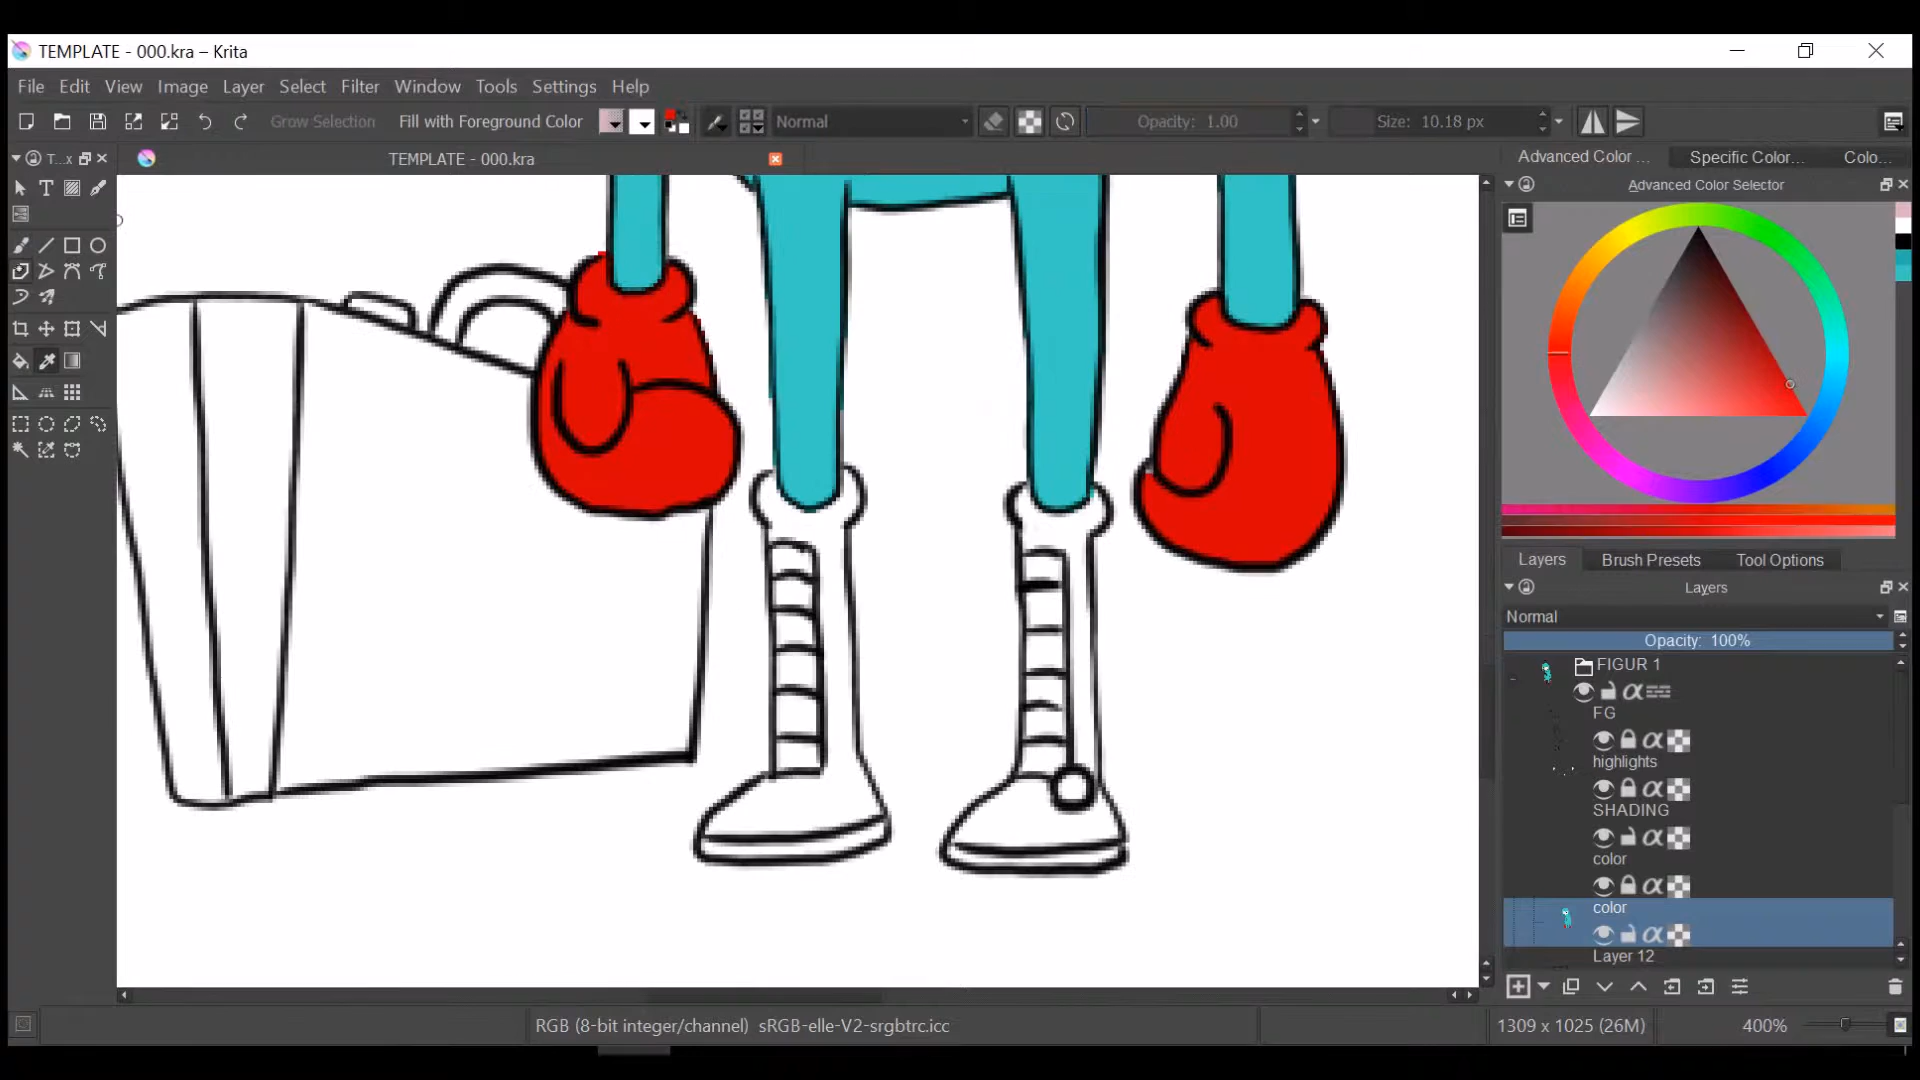 TEMPLATE - 000.kra – Krita
File Edit View Image Layer Select Filter Tools Settings Help
Grow Selection Fill with Foreground Color Normal Opacity: 1.00 Size: 10.18 px
T... x TEMPLATE - 000.kra
Advanced Color ... Specific Color... Colo...
Advanced Color Selector
Layers Brush Presets Tool Options
Layers
Normal
Opacity: 100%
FIGUR 1
FG
highlights
SHADING
color
color
Layer 12
RGB (8-bit integer/channel) sRGB-elle-V2-srgbtrc.icc 1309 x 1025 (26M) 400%